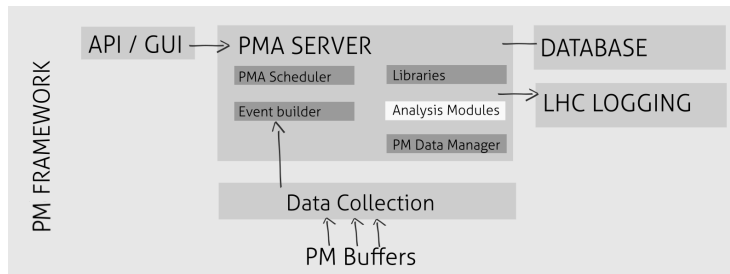 PM FRAMEWORK
API / GUI
PMA SERVER
PMA Scheduler
Event builder
Libraries
Analysis Modules
PM Data Manager
DATABASE
LHC LOGGING
Data Collection
PM Buffers